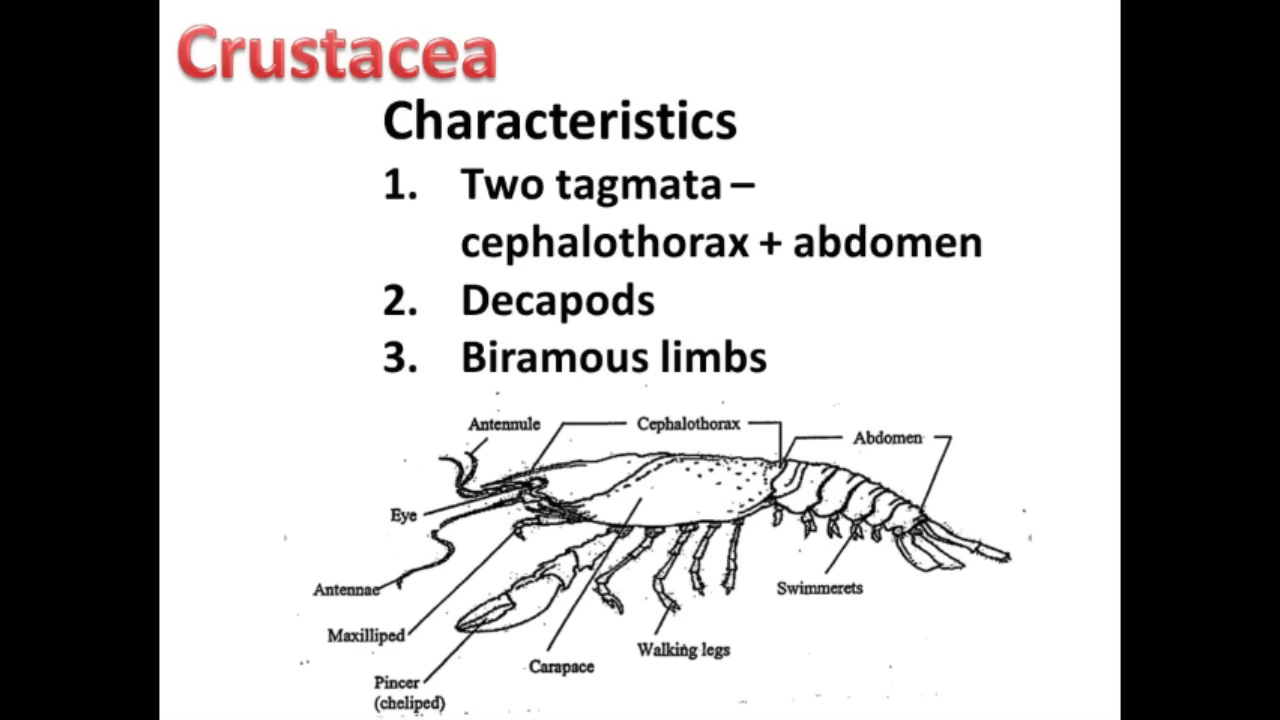 Crustacea
Characteristics
1. Two tagmata –
cephalothorax + abdomen
2. Decapods
3. Biramous limbs
Antennule
Cephalothorax
Abdomen
Eye
Antennae
Swimmerets
Maxilliped
Walking legs
Carapace
Pincer
(cheliped)